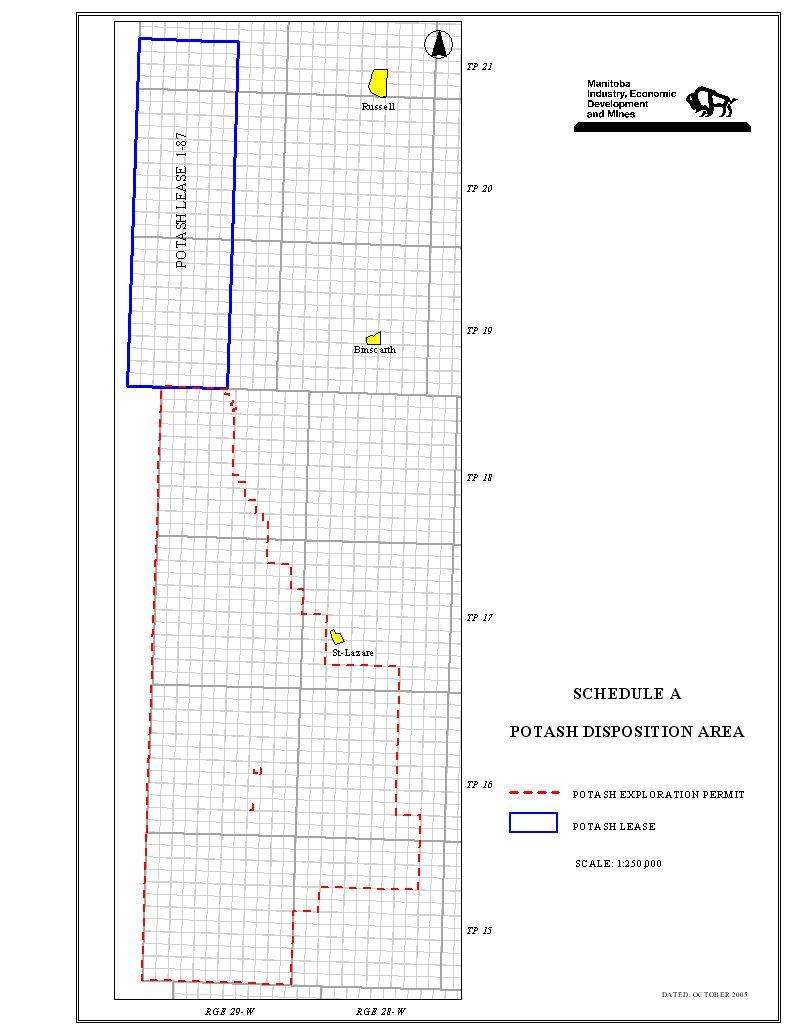 TP 21
Manitoba
Industry, Economic
Development
and Mines
Russell
POTASH LEASE 1-87
TP 20
TP 19
Binscarth
TP 18
TP 17
St-Lazare
SCHEDULE A
POTASH DISPOSITION AREA
TP 16
POTASH EXPLORATION PERMIT
POTASH LEASE
SCALE: 1:250,000
TP 15
DATED: OCTOBER 2005
RGE 29-W
RGE 28-W